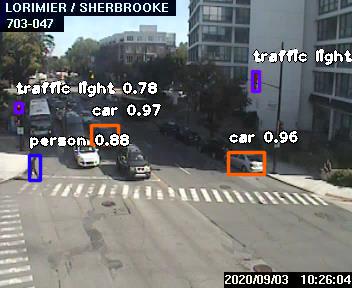 LORIMIER / SHERBROOKE
703-047
traffic light
traffic light 0.78
car 0.97
person 0.88
car 0.96
2020/09/03 10:26:04